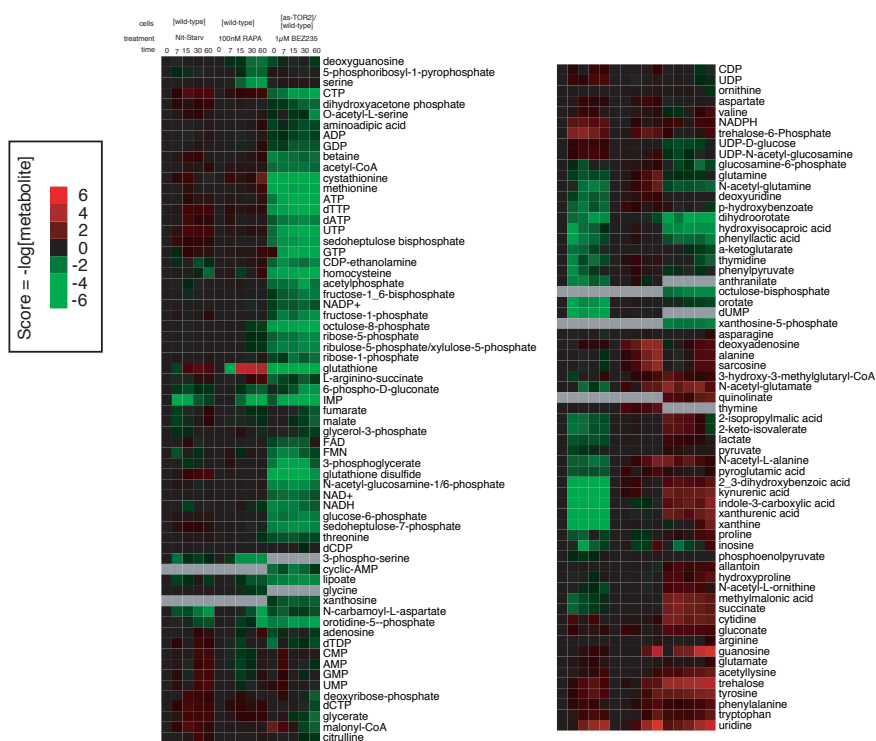 cells [wild-type] [wild-type] [as-TOR2]/ [wild-type]
treatment Nit-Starv 100nM RAPA 1µM BEZ235
time 0 7 15 30 60 0 7 15 30 60 0 7 15 30 60
Score = -log[metabolite]
6
4
2
0
-2
-4
-6
deoxyguanosine
5-phosphoribosyl-1-pyrophosphate
serine
CTP
dihydroxyacetone phosphate
O-acetyl-L-serine
aminoadipic acid
ADP
GDP
betaine
acetyl-CoA
cystathionine
methionine
ATP
dTTP
dATP
UTP
sedoheptulose bisphosphate
GTP
CDP-ethanolamine
homocysteine
acetylphosphate
fructose-1_6-bisphosphate
NADP+
fructose-1-phosphate
octulose-8-phosphate
ribose-5-phosphate
ribulose-5-phosphate/xylulose-5-phosphate
ribose-1-phosphate
glutathione
L-arginino-succinate
6-phospho-D-gluconate
IMP
fumarate
malate
glycerol-3-phosphate
FAD
FMN
3-phosphoglycerate
glutathione disulfide
N-acetyl-glucosamine-1/6-phosphate
NAD+
NADH
glucose-6-phosphate
sedoheptulose-7-phosphate
threonine
dCDP
3-phospho-serine
cyclic-AMP
lipoate
glycine
xanthosine
N-carbamoyl-L-aspartate
orotidine-5--phosphate
adenosine
dTDP
CMP
AMP
GMP
UMP
deoxyribose-phosphate
dCTP
glycerate
malonyl-CoA
citrulline
CDP
UDP
ornithine
aspartate
valine
NADPH
trehalose-6-Phosphate
UDP-D-glucose
UDP-N-acetyl-glucosamine
glucosamine-6-phosphate
glutamine
N-acetyl-glutamine
deoxyuridine
p-hydroxybenzoate
dihydroorotate
hydroxyisocaproic acid
phenyllactic acid
a-ketoglutarate
thymidine
phenylpyruvate
anthranilate
octulose-bisphosphate
orotate
dUMP
xanthosine-5-phosphate
asparagine
deoxyadenosine
alanine
sarcosine
3-hydroxy-3-methylglutaryl-CoA
N-acetyl-glutamate
quinolinate
thymine
2-isopropylmalic acid
2-keto-isovalerate
lactate
pyruvate
N-acetyl-L-alanine
pyroglutamic acid
2_3-dihydroxybenzoic acid
kynurenic acid
indole-3-carboxylic acid
xanthurenic acid
xanthine
proline
inosine
phosphoenolpyruvate
allantoin
hydroxyproline
N-acetyl-L-ornithine
methylmalonic acid
succinate
cytidine
gluconate
arginine
guanosine
glutamate
acetyllysine
trehalose
tyrosine
phenylalanine
tryptophan
uridine